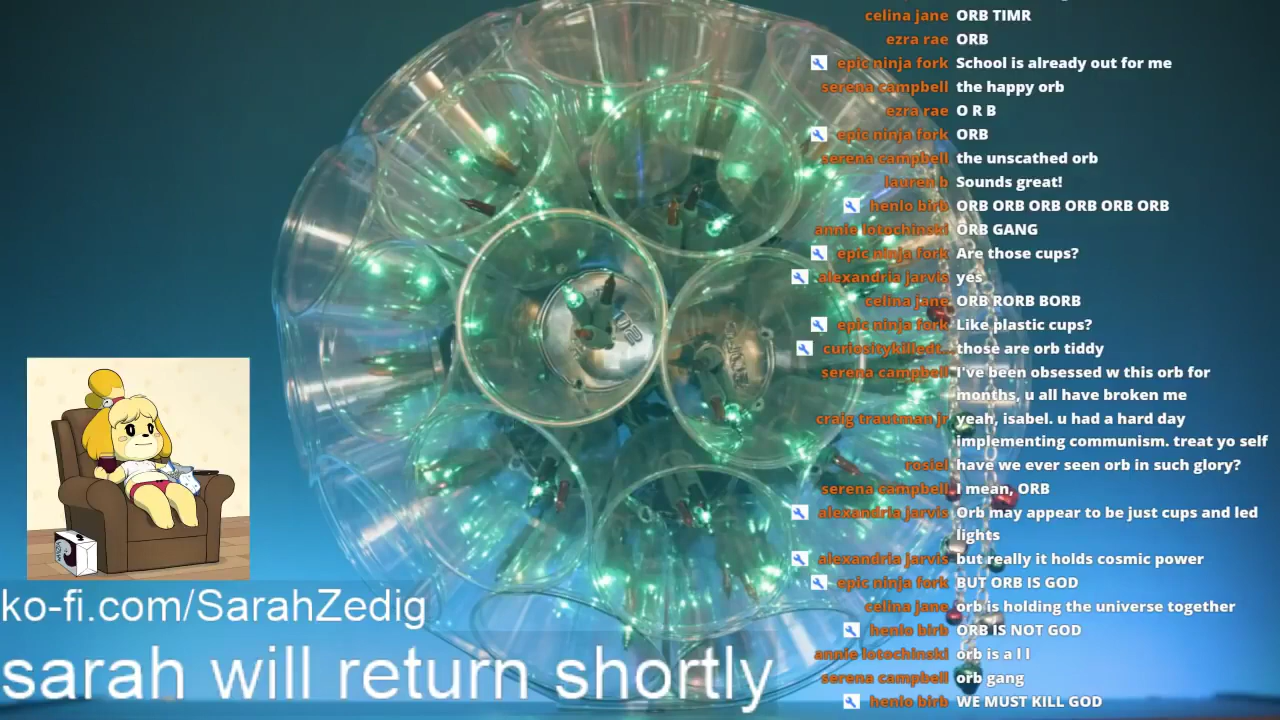 celina jane ORB TIMR
ezra rae ORB
epic ninja fork School is already out for me
serena campbell the happy orb
ezra rae O R B
epic ninja fork ORB
serena campbell the unscathed orb
lauren b Sounds great!
henlo birb ORB ORB ORB ORB ORB ORB
annie lotochinski ORB GANG
epic ninja fork Are those cups?
alexandria jarvis yes
celina jane ORB RORB BORB
epic ninja fork Like plastic cups?
curiositykilledt... those are orb tiddy
serena campbell I've been obsessed w this orb for
months, u all have broken me
craig trautman jr yeah, isabel. u had a hard day
implementing communism. treat yo self
rosiel have we ever seen orb in such glory?
serena campbell I mean, ORB
alexandria jarvis Orb may appear to be just cups and led
lights
alexandria jarvis but really it holds cosmic power
epic ninja fork BUT ORB IS GOD
celina jane orb is holding the universe together
henlo birb ORB IS NOT GOD
annie lotochinski orb is a l l
serena campbell orb gang
henlo birb WE MUST KILL GOD
ko-fi.com/SarahZedig
sarah will return shortly